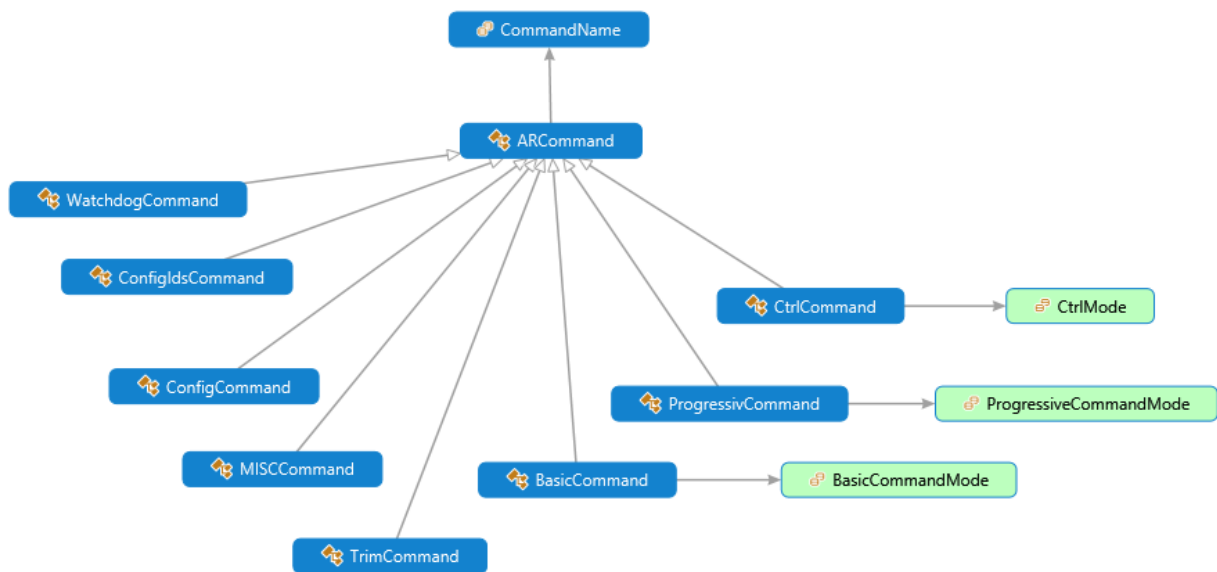 CommandName
ARCommand
WatchdogCommand
ConfigIdsCommand
CtrlCommand
CtrlMode
ConfigCommand
ProgressivCommand
ProgressiveCommandMode
MISCCommand
BasicCommand
BasicCommandMode
TrimCommand